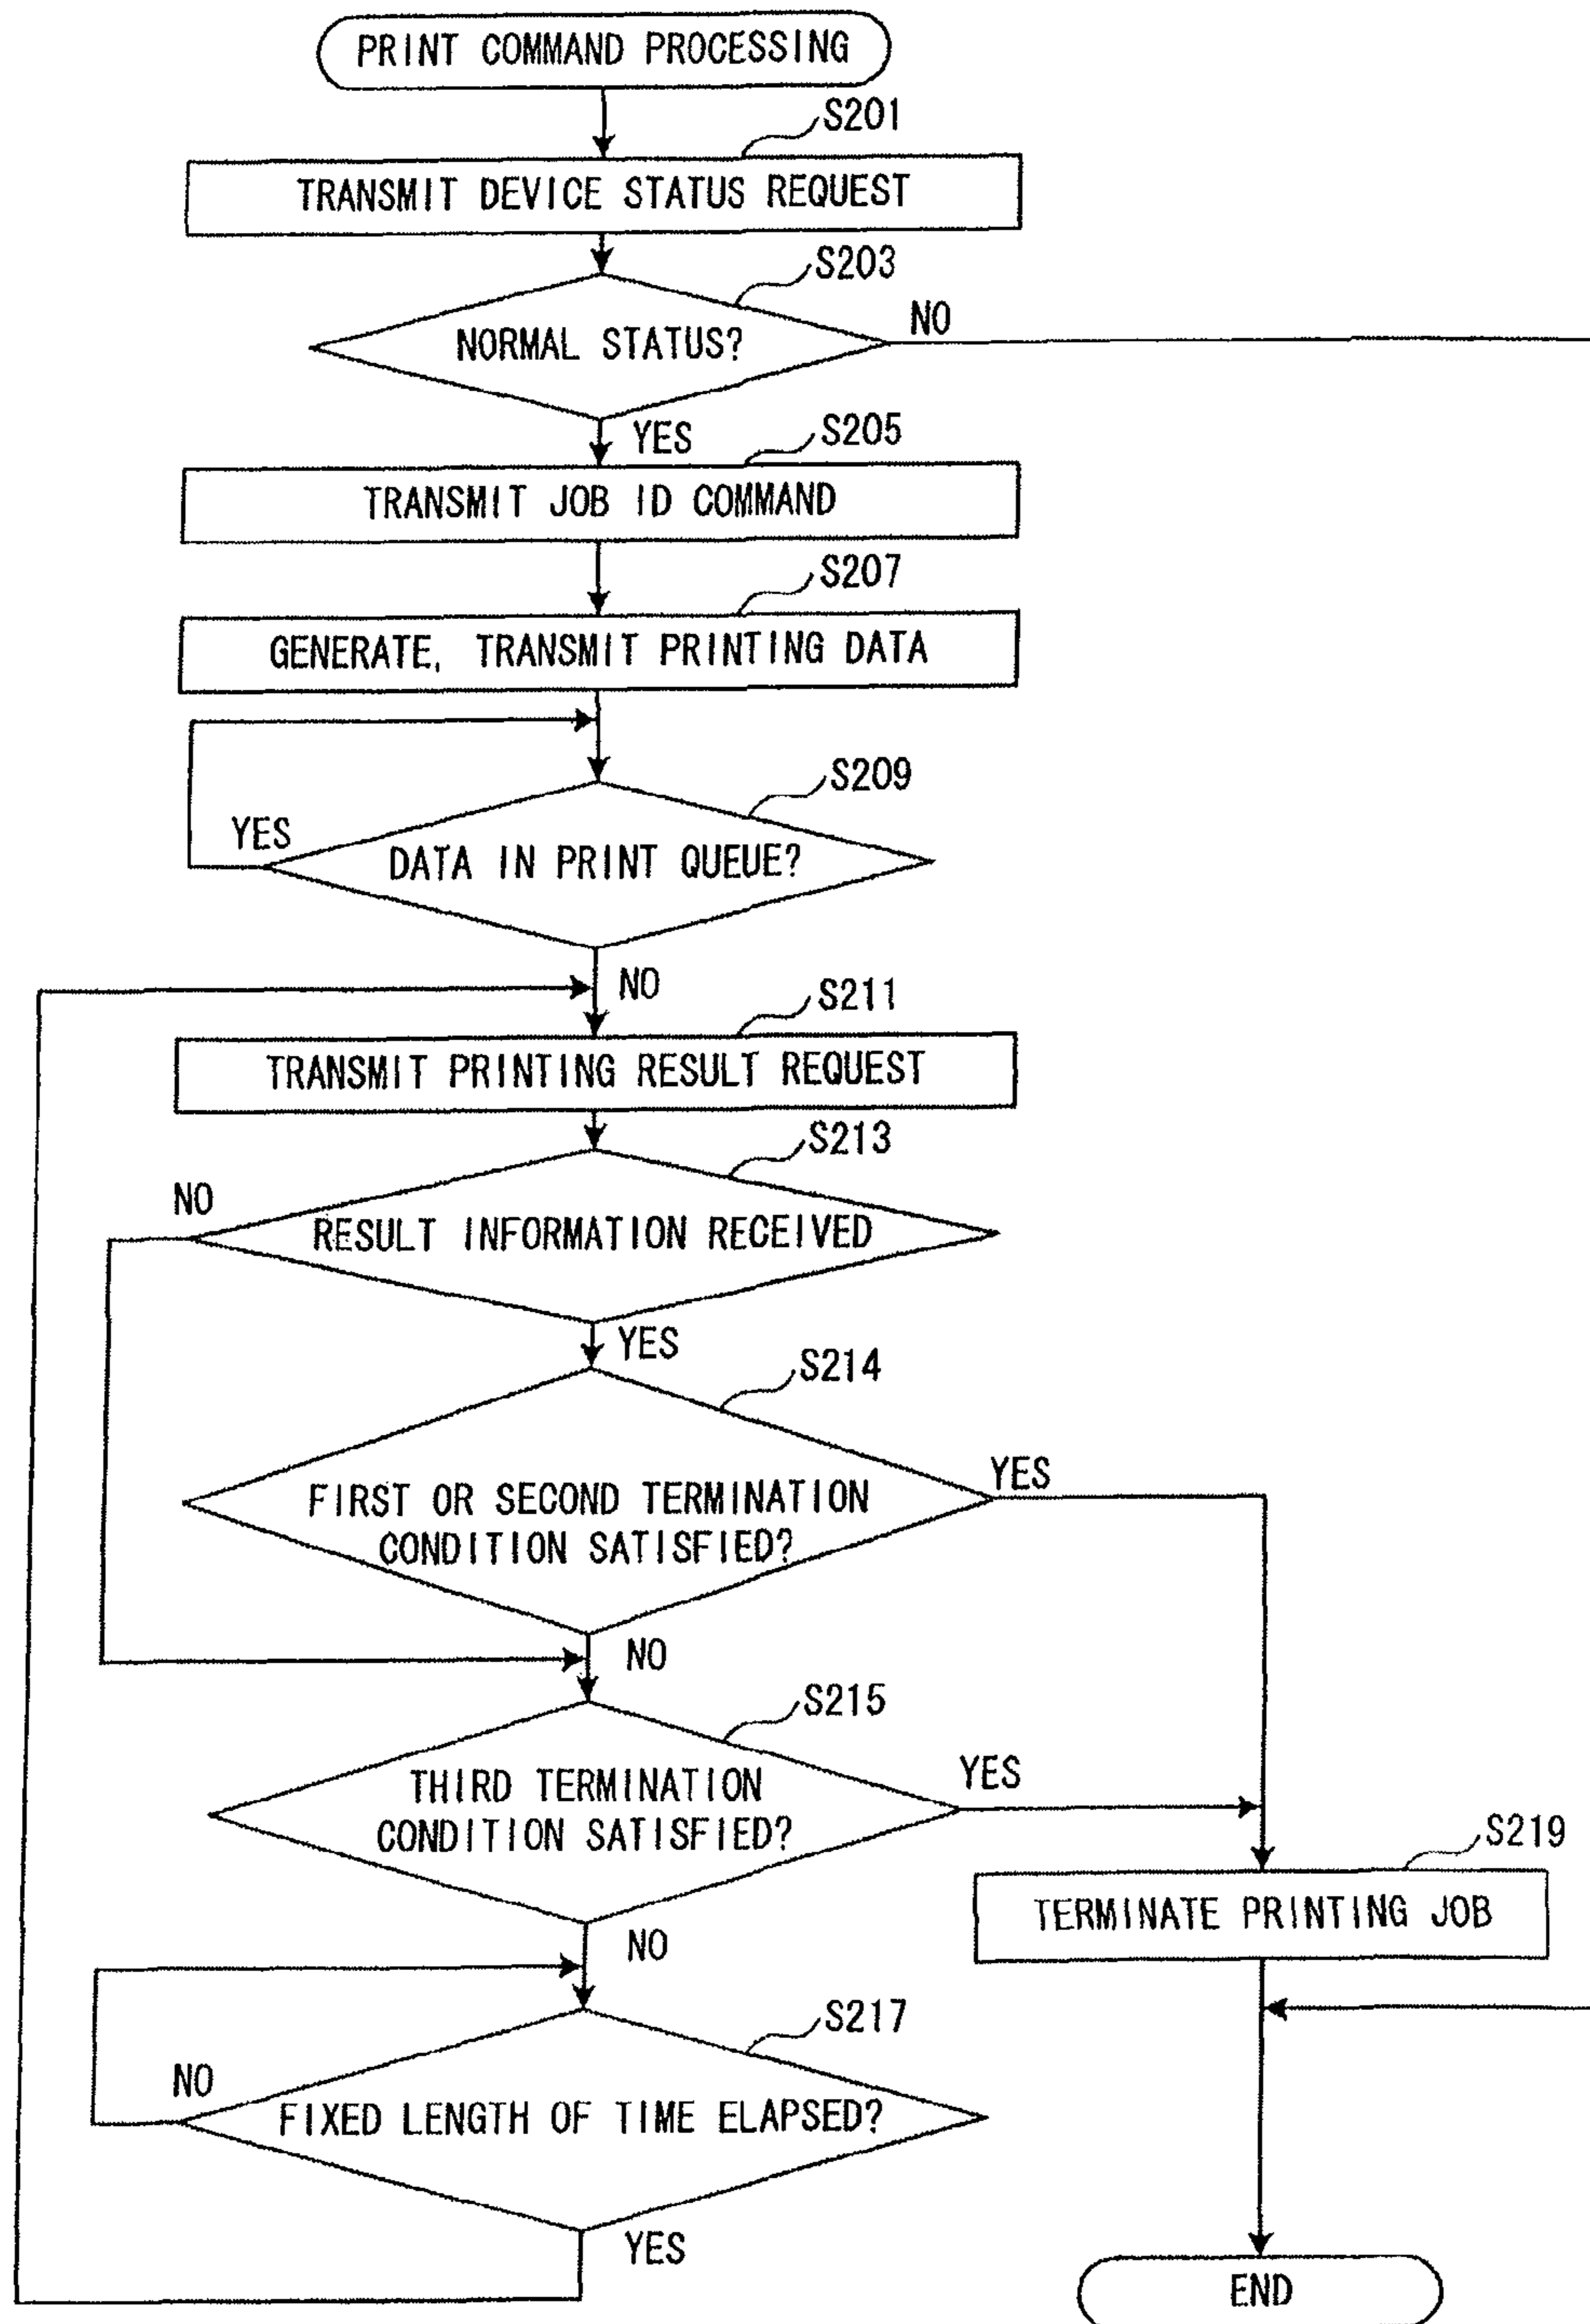 PRINT COMMAND PROCESSING
S201
TRANSMIT DEVICE STATUS REQUEST
S203
NORMAL STATUS?
NO
YES
S205
TRANSMIT JOB ID COMMAND
S207
GENERATE, TRANSMIT PRINTING DATA
S209
YES
DATA IN PRINT QUEUE?
NO
S211
TRANSMIT PRINTING RESULT REQUEST
S213
NO
RESULT INFORMATION RECEIVED
YES
S214
YES
FIRST OR SECOND TERMINATION
CONDITION SATISFIED?
NO
S215
YES
THIRD TERMINATION
CONDITION SATISFIED?
S219
TERMINATE PRINTING JOB
NO
S217
NO
FIXED LENGTH OF TIME ELAPSED?
YES
END